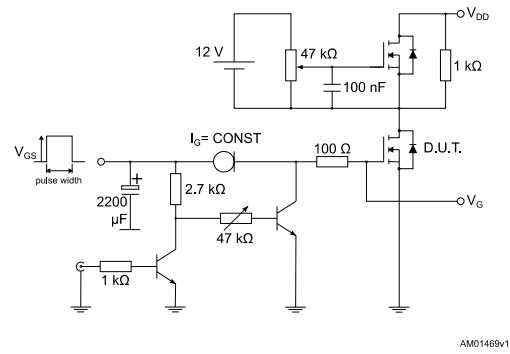 V_DD
12 V
47 kΩ
1 kΩ
100 nF
I_G= CONST
V_GS
pulse width
100 Ω
D.U.T.
2.7 kΩ
+
2200
μF
47 kΩ
V_G
1 kΩ
AM01469v1